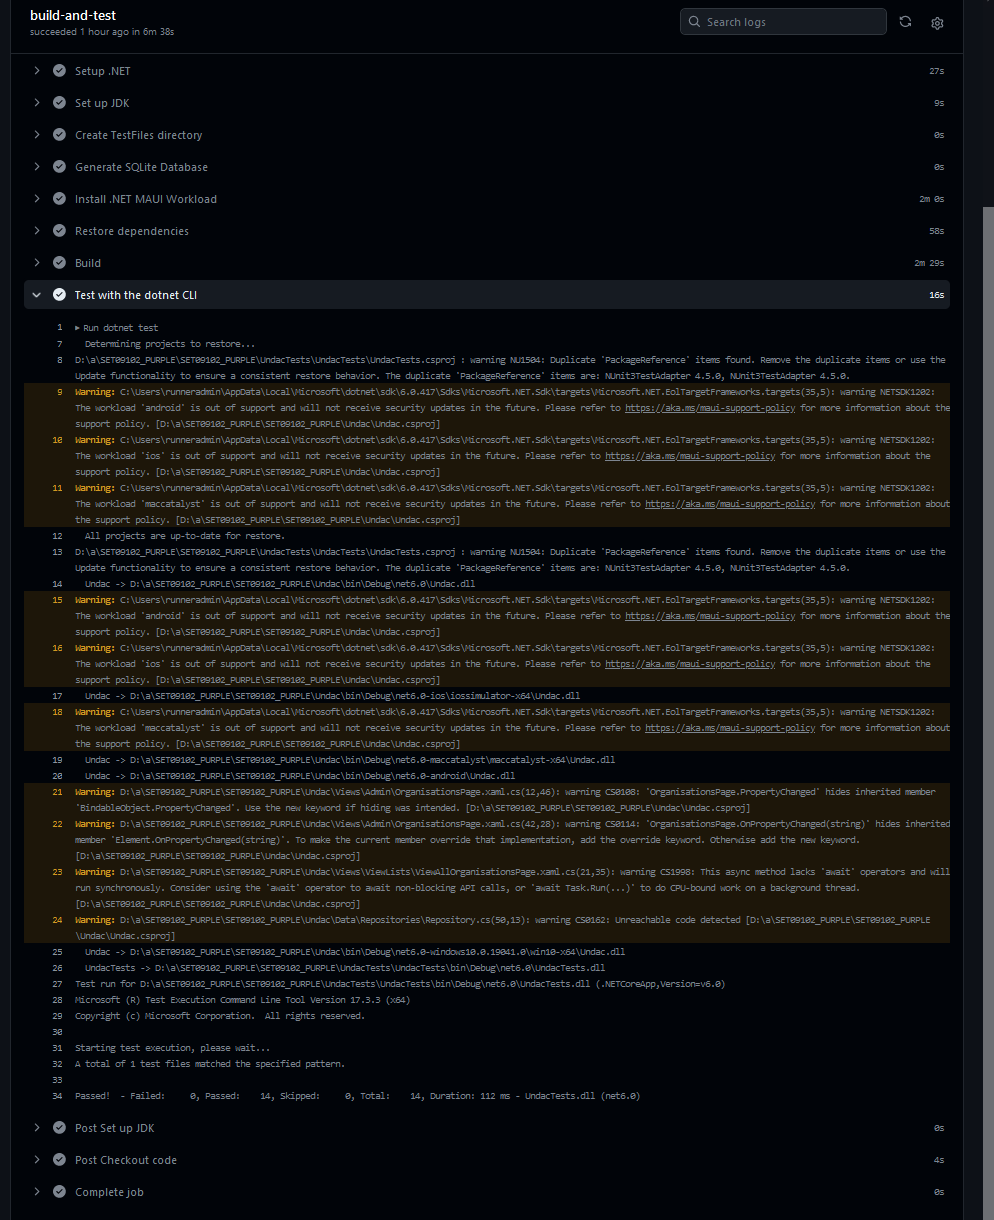 build-and-test
succeeded 1 hour ago in 6m 38s
Search logs
Setup .NET 27s
Set up JDK 9s
Create TestFiles directory 0s
Generate SQLite Database 0s
Install .NET MAUI Workload 2m 0s
Restore dependencies 58s
Build 2m 29s
Test with the dotnet CLI 16s
1 ▸ Run dotnet test
7 Determining projects to restore...
8 D:\a\SET09102_PURPLE\SET09102_PURPLE\UndacTests\UndacTests\UndacTests.csproj : warning NU1504: Duplicate 'PackageReference' items found. Remove the duplicate items or use the
Update functionality to ensure a consistent restore behavior. The duplicate 'PackageReference' items are: NUnit3TestAdapter 4.5.0, NUnit3TestAdapter 4.5.0.
9 Warning: C:\Users\runneradmin\AppData\Local\Microsoft\dotnet\sdk\6.0.417\Sdks\Microsoft.NET.Sdk\targets\Microsoft.NET.EolTargetFrameworks.targets(35,5): warning NETSDK1202:
The workload 'android' is out of support and will not receive security updates in the future. Please refer to https://aka.ms/maui-support-policy for more information about the
support policy. [D:\a\SET09102_PURPLE\SET09102_PURPLE\Undac\Undac.csproj]
10 Warning: C:\Users\runneradmin\AppData\Local\Microsoft\dotnet\sdk\6.0.417\Sdks\Microsoft.NET.Sdk\targets\Microsoft.NET.EolTargetFrameworks.targets(35,5): warning NETSDK1202:
The workload 'ios' is out of support and will not receive security updates in the future. Please refer to https://aka.ms/maui-support-policy for more information about the
support policy. [D:\a\SET09102_PURPLE\SET09102_PURPLE\Undac\Undac.csproj]
11 Warning: C:\Users\runneradmin\AppData\Local\Microsoft\dotnet\sdk\6.0.417\Sdks\Microsoft.NET.Sdk\targets\Microsoft.NET.EolTargetFrameworks.targets(35,5): warning NETSDK1202:
The workload 'maccatalyst' is out of support and will not receive security updates in the future. Please refer to https://aka.ms/maui-support-policy for more information about
the support policy. [D:\a\SET09102_PURPLE\SET09102_PURPLE\Undac\Undac.csproj]
12 All projects are up-to-date for restore.
13 D:\a\SET09102_PURPLE\SET09102_PURPLE\UndacTests\UndacTests\UndacTests.csproj : warning NU1504: Duplicate 'PackageReference' items found. Remove the duplicate items or use the
Update functionality to ensure a consistent restore behavior. The duplicate 'PackageReference' items are: NUnit3TestAdapter 4.5.0, NUnit3TestAdapter 4.5.0.
14 Undac -> D:\a\SET09102_PURPLE\SET09102_PURPLE\Undac\bin\Debug\net6.0\Undac.dll
15 Warning: C:\Users\runneradmin\AppData\Local\Microsoft\dotnet\sdk\6.0.417\Sdks\Microsoft.NET.Sdk\targets\Microsoft.NET.EolTargetFrameworks.targets(35,5): warning NETSDK1202:
The workload 'android' is out of support and will not receive security updates in the future. Please refer to https://aka.ms/maui-support-policy for more information about the
support policy. [D:\a\SET09102_PURPLE\SET09102_PURPLE\Undac\Undac.csproj]
16 Warning: C:\Users\runneradmin\AppData\Local\Microsoft\dotnet\sdk\6.0.417\Sdks\Microsoft.NET.Sdk\targets\Microsoft.NET.EolTargetFrameworks.targets(35,5): warning NETSDK1202:
The workload 'ios' is out of support and will not receive security updates in the future. Please refer to https://aka.ms/maui-support-policy for more information about the
support policy. [D:\a\SET09102_PURPLE\SET09102_PURPLE\Undac\Undac.csproj]
17 Undac -> D:\a\SET09102_PURPLE\SET09102_PURPLE\Undac\bin\Debug\net6.0-ios\iossimulator-x64\Undac.dll
18 Warning: C:\Users\runneradmin\AppData\Local\Microsoft\dotnet\sdk\6.0.417\Sdks\Microsoft.NET.Sdk\targets\Microsoft.NET.EolTargetFrameworks.targets(35,5): warning NETSDK1202:
The workload 'maccatalyst' is out of support and will not receive security updates in the future. Please refer to https://aka.ms/maui-support-policy for more information about
the support policy. [D:\a\SET09102_PURPLE\SET09102_PURPLE\Undac\Undac.csproj]
19 Undac -> D:\a\SET09102_PURPLE\SET09102_PURPLE\Undac\bin\Debug\net6.0-maccatalyst\maccatalyst-x64\Undac.dll
20 Undac -> D:\a\SET09102_PURPLE\SET09102_PURPLE\Undac\bin\Debug\net6.0-android\Undac.dll
21 Warning: D:\a\SET09102_PURPLE\SET09102_PURPLE\Undac\Views\Admin\OrganisationsPage.xaml.cs(12,46): warning CS0108: 'OrganisationsPage.PropertyChanged' hides inherited member
'BindableObject.PropertyChanged'. Use the new keyword if hiding was intended. [D:\a\SET09102_PURPLE\SET09102_PURPLE\Undac\Undac.csproj]
22 Warning: D:\a\SET09102_PURPLE\SET09102_PURPLE\Undac\Views\Admin\OrganisationsPage.xaml.cs(42,28): warning CS0114: 'OrganisationsPage.OnPropertyChanged(string)' hides inherited
member 'Element.OnPropertyChanged(string)'. To make the current member override that implementation, add the override keyword. Otherwise add the new keyword.
[D:\a\SET09102_PURPLE\SET09102_PURPLE\Undac\Undac.csproj]
23 Warning: D:\a\SET09102_PURPLE\SET09102_PURPLE\Undac\Views\ViewLists\ViewAllOrganisationsPage.xaml.cs(21,35): warning CS1998: This async method lacks 'await' operators and will
run synchronously. Consider using the 'await' operator to await non-blocking API calls, or 'await Task.Run(...)' to do CPU-bound work on a background thread.
[D:\a\SET09102_PURPLE\SET09102_PURPLE\Undac\Undac.csproj]
24 Warning: D:\a\SET09102_PURPLE\SET09102_PURPLE\Undac\Data\Repositories\Repository.cs(50,13): warning CS0162: Unreachable code detected [D:\a\SET09102_PURPLE\SET09102_PURPLE
\Undac\Undac.csproj]
25 Undac -> D:\a\SET09102_PURPLE\SET09102_PURPLE\Undac\bin\Debug\net6.0-windows10.0.19041.0\win10-x64\Undac.dll
26 UndacTests -> D:\a\SET09102_PURPLE\SET09102_PURPLE\UndacTests\UndacTests\bin\Debug\net6.0\UndacTests.dll
27 Test run for D:\a\SET09102_PURPLE\SET09102_PURPLE\UndacTests\UndacTests\bin\Debug\net6.0\UndacTests.dll (.NETCoreApp,Version=v6.0)
28 Microsoft (R) Test Execution Command Line Tool Version 17.3.3 (x64)
29 Copyright (c) Microsoft Corporation. All rights reserved.
30
31 Starting test execution, please wait...
32 A total of 1 test files matched the specified pattern.
33
34 Passed! - Failed: 0, Passed: 14, Skipped: 0, Total: 14, Duration: 112 ms - UndacTests.dll (net6.0)
Post Set up JDK 0s
Post Checkout code 4s
Complete job 0s